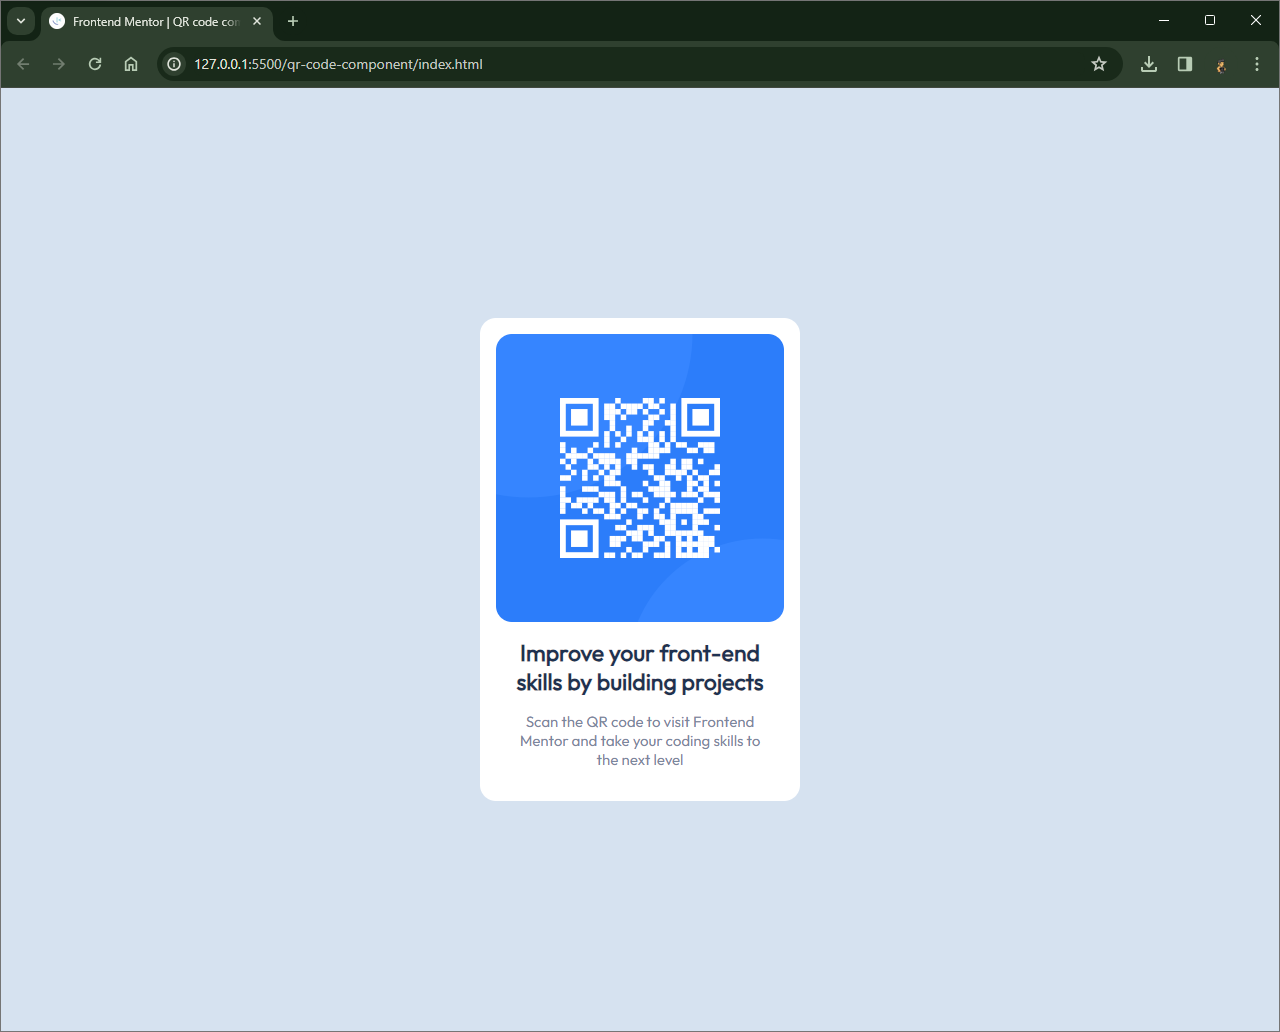 Frontend Mentor | QR code con
127.0.0.1:5500/qr-code-component/index.html
Improve your front-end
skills by building projects
Scan the QR code to visit Frontend
Mentor and take your coding skills to
the next level